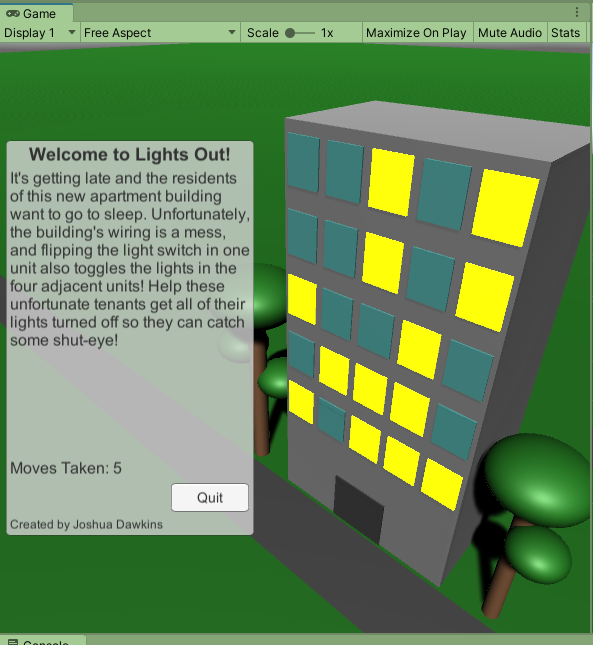 Game
Display 1 Free Aspect Scale 1x Maximize On Play Mute Audio Stats
Welcome to Lights Out!
It's getting late and the residents
of this new apartment building
want to go to sleep. Unfortunately,
the building's wiring is a mess,
and flipping the light switch in one
unit also toggles the lights in the
four adjacent units! Help these
unfortunate tenants get all of their
lights turned off so they can catch
some shut-eye!
Moves Taken: 5
Quit
Created by Joshua Dawkins
Console